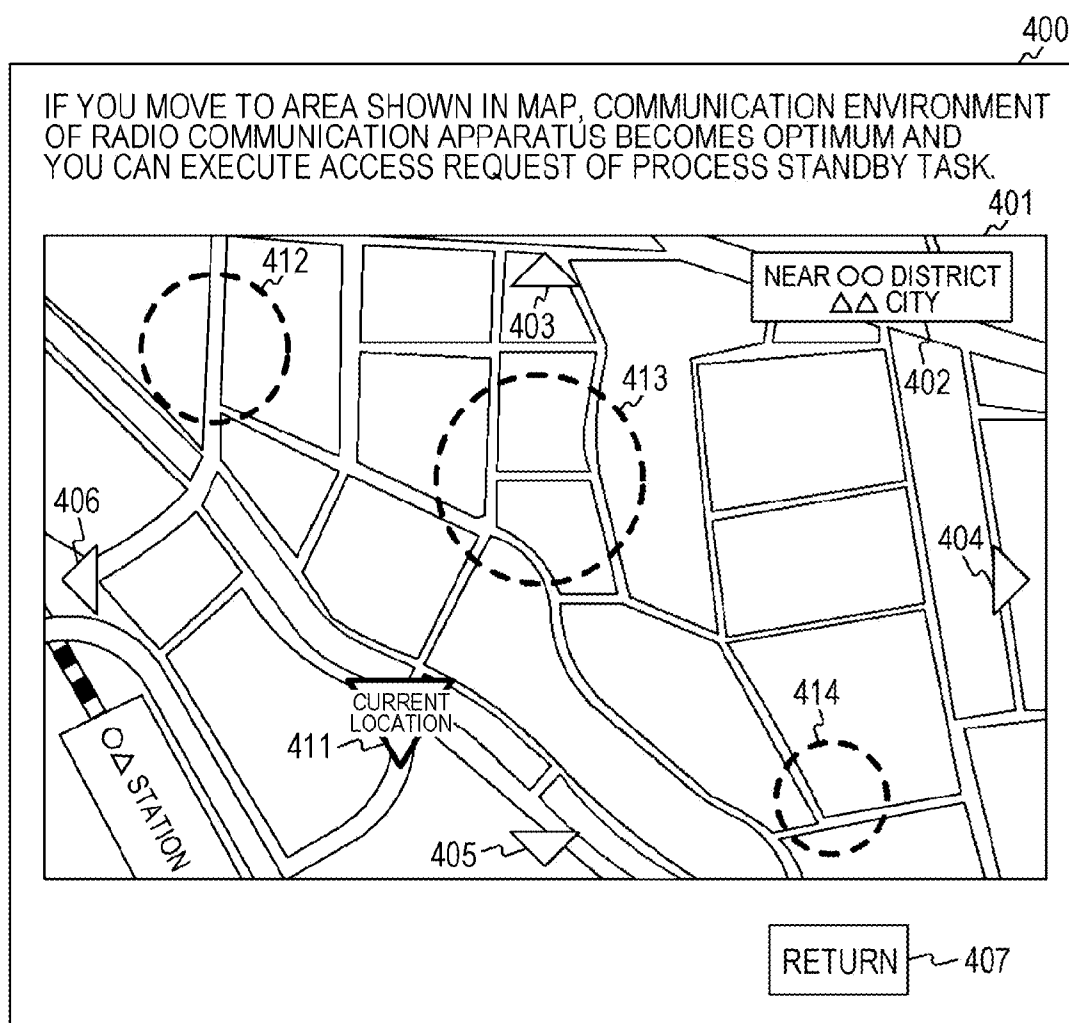 400
IF YOU MOVE TO AREA SHOWN IN MAP, COMMUNICATION ENVIRONMENT
OF RADIO COMMUNICATION APPARATUS BECOMES OPTIMUM AND
YOU CAN EXECUTE ACCESS REQUEST OF PROCESS STANDBY TASK.
401
412
NEAR ○○ DISTRICT
△△ CITY
403
413
402
406
404
CURRENT
LOCATION
414
411
○△ STATION
405
RETURN
407